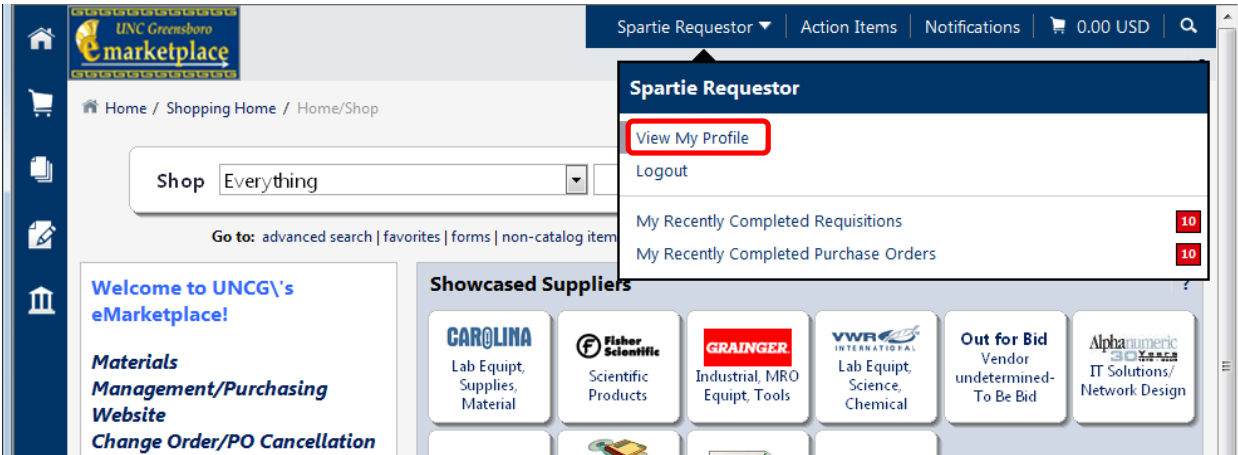 UNC Greensboro
emarketplace
Spartie Requestor
Action Items
Notifications
0.00 USD
Spartie Requestor
View My Profile
Logout
My Recently Completed Requisitions
10
My Recently Completed Purchase Orders
10
Home / Shopping Home / Home/Shop
Shop
Everything
Go to: advanced search | favorites | forms | non-catalog item
Welcome to UNCG\'s
eMarketplace!
Materials
Management/Purchasing
Website
Change Order/PO Cancellation
Showcased Suppliers
?
CAROLINA
Lab Equipt,
Supplies,
Material
Fisher
Scientific
Scientific
Products
GRAINGER
Industrial, MRO
Equipt, Tools
VWR
INTERNATIONAL
Lab Equipt,
Science,
Chemical
Out for Bid
Vendor
undetermined-
To Be Bid
Alphanumeric
30 Years
IT Solutions/
Network Design